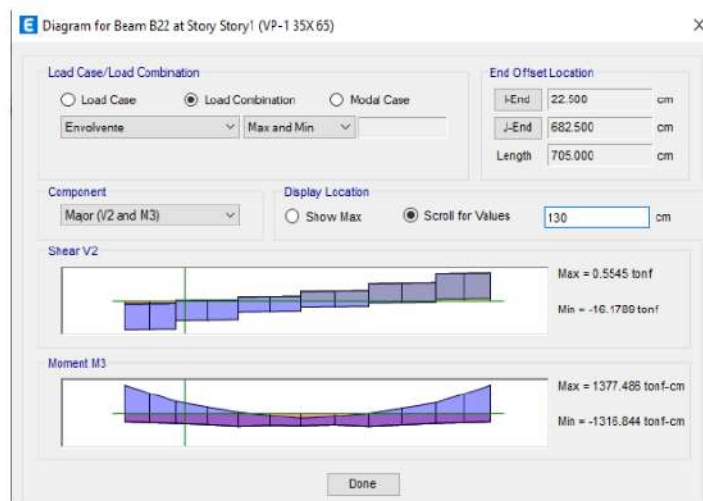 E Diagram for Beam B22 at Story Story1 (VP-1 35X 65) X
Load Case/Load Combination
Load Case Load Combination Modal Case
Envolvente Max and Min
End Offset Location
I-End 22.500 cm
J-End 682.500 cm
Length 705.000 cm
Component
Major (V2 and M3)
Display Location
Show Max Scroll for Values 130 cm
Shear V2
Max = 0.5545 tonf
Min = -16.1789 tonf
Moment M3
Max = 1377.486 tonf-cm
Min = -1316.844 tonf-cm
Done